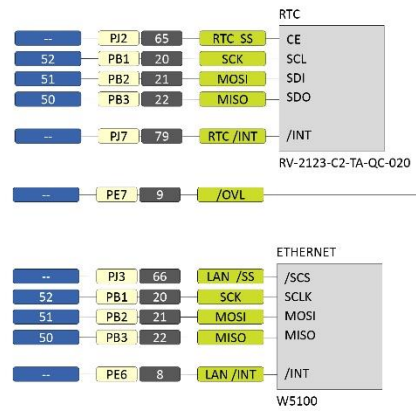 RTC
-- PJ2 65 RTC SS CE
52 PB1 20 SCK SCL
51 PB2 21 MOSI SDI
50 PB3 22 MISO SDO
-- PJ7 79 RTC /INT /INT
RV-2123-C2-TA-QC-020
-- PE7 9 /OVL
ETHERNET
-- PJ3 66 LAN /SS /SCS
52 PB1 20 SCK SCLK
51 PB2 21 MOSI MOSI
50 PB3 22 MISO MISO
-- PE6 8 LAN /INT /INT
W5100